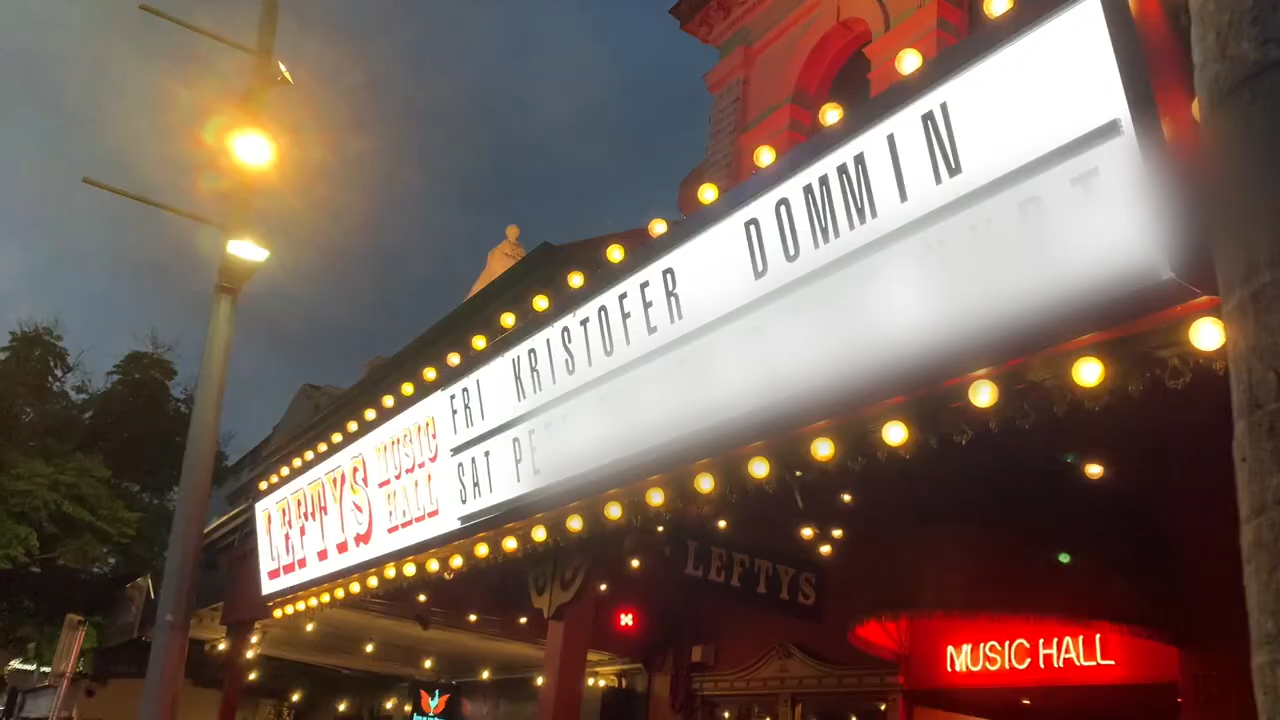 FRI KRISTOFER DOMMIN
LEFTYS MUSIC HALL
SAT
LEFTYS
MUSIC HALL